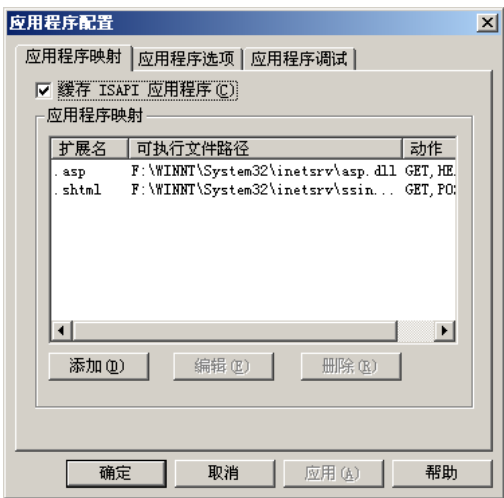 应用程序配置
应用程序映射 应用程序选项 应用程序调试
缓存 ISAPI 应用程序(C)
应用程序映射
扩展名 可执行文件路径 动作
.asp F:\WINNT\System32\inetsrv\asp.dll GET,HE
.shtml F:\WINNT\System32\inetsrv\ssin... GET,PO
添加(D) 编辑(E) 删除(R)
确定 取消 应用(A) 帮助